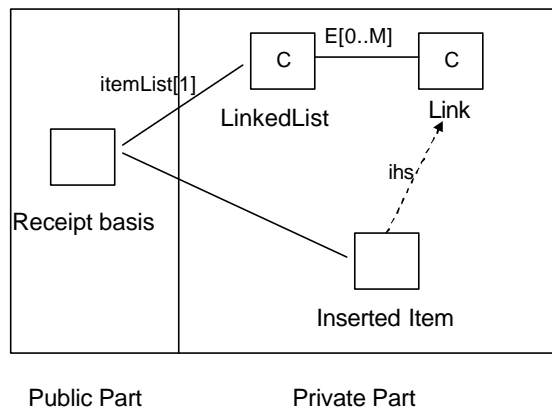 E[0..M]
C
C
itemList[1]
LinkedList
Link
ihs
Receipt basis
Inserted Item
Public Part
Private Part